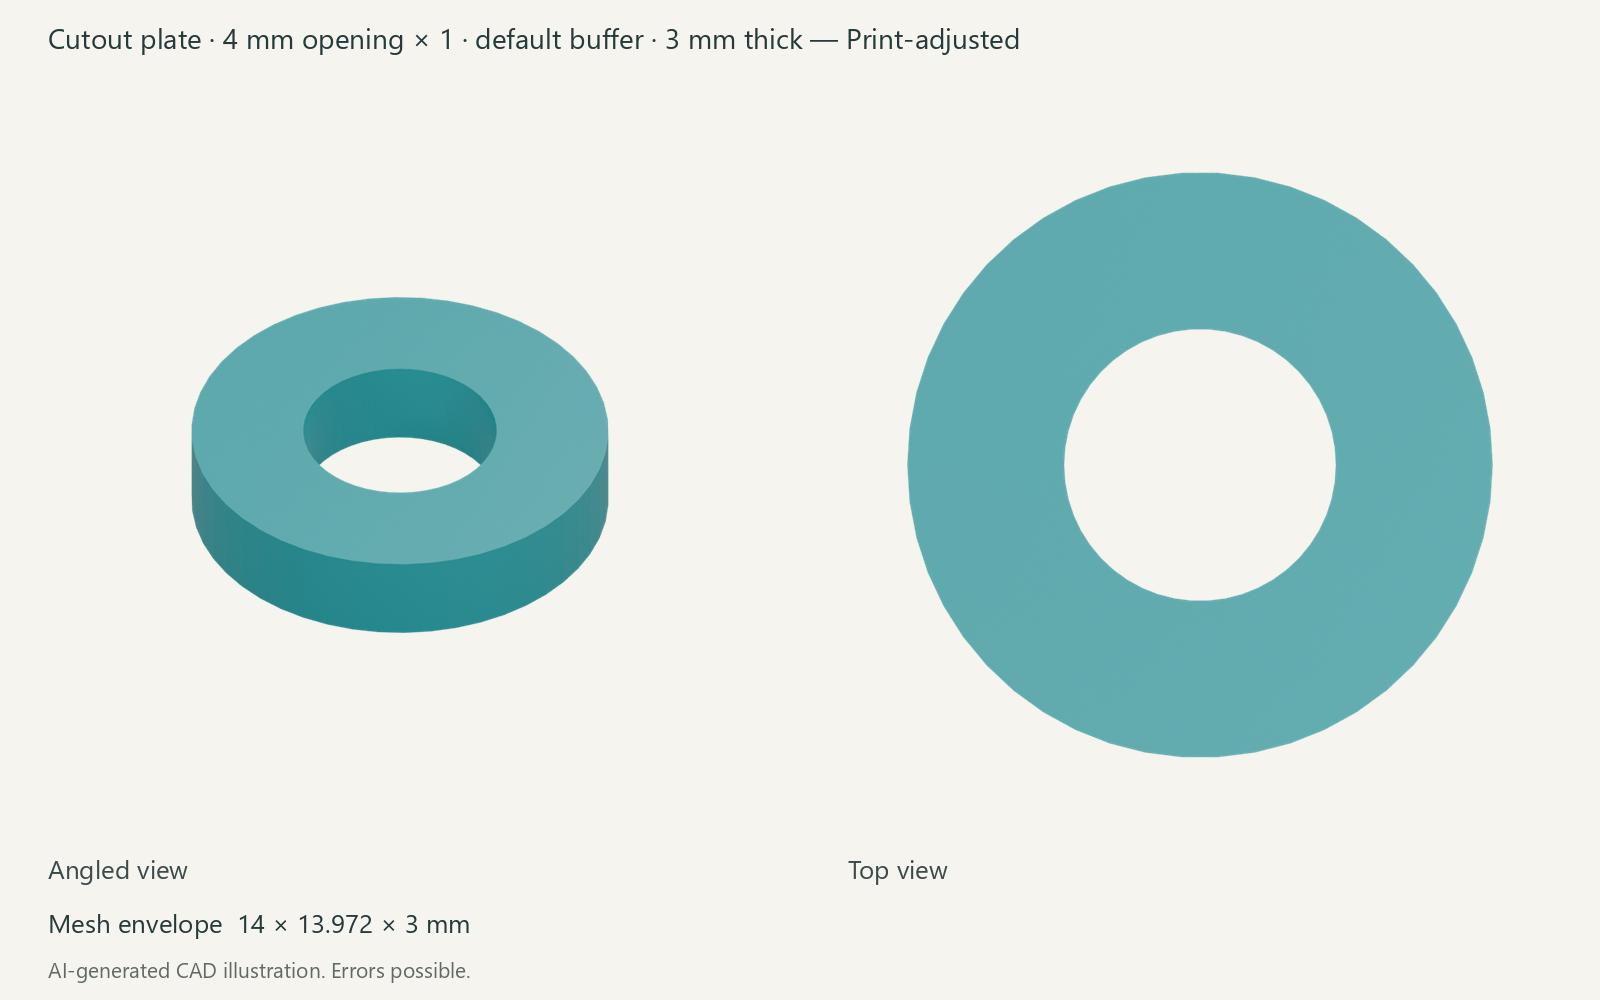 Cutout plate · 4 mm opening × 1 · default buffer · 3 mm thick — Print-adjusted
Angled view
Top view
Mesh envelope 14 × 13.972 × 3 mm
AI-generated CAD illustration. Errors possible.